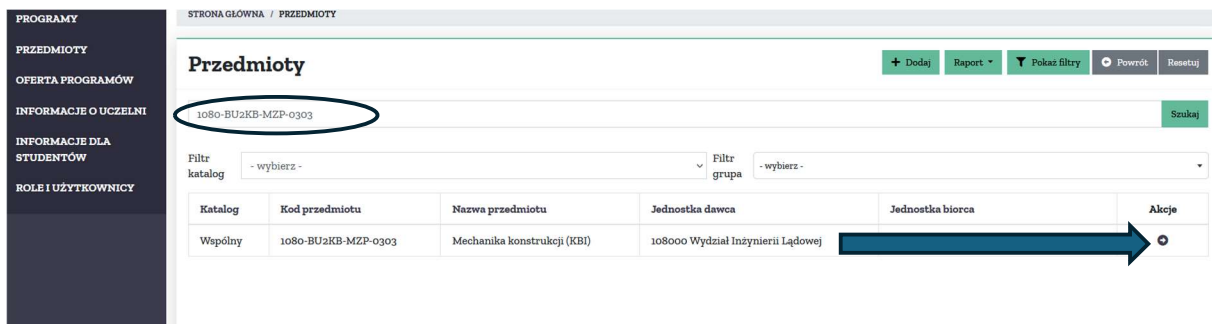 PROGRAMY
PRZEDMIOTY
OFERTA PROGRAMÓW
INFORMACJE O UCZELNI
INFORMACJE DLA
STUDENTÓW
ROLE I UŻYTKOWNICY
STRONA GŁÓWNA / PRZEDMIOTY
Przedmioty
+ Dodaj Raport Pokaż filtry Powrót Resetuj
1080-BU2KB-MZP-0303 Szukaj
Filtr katalog - wybierz - Filtr grupa - wybierz -
Katalog Kod przedmiotu Nazwa przedmiotu Jednostka dawca Jednostka biorca Akcje
Wspólny 1080-BU2KB-MZP-0303 Mechanika konstrukcji (KBI) 108000 Wydział Inżynierii Lądowej